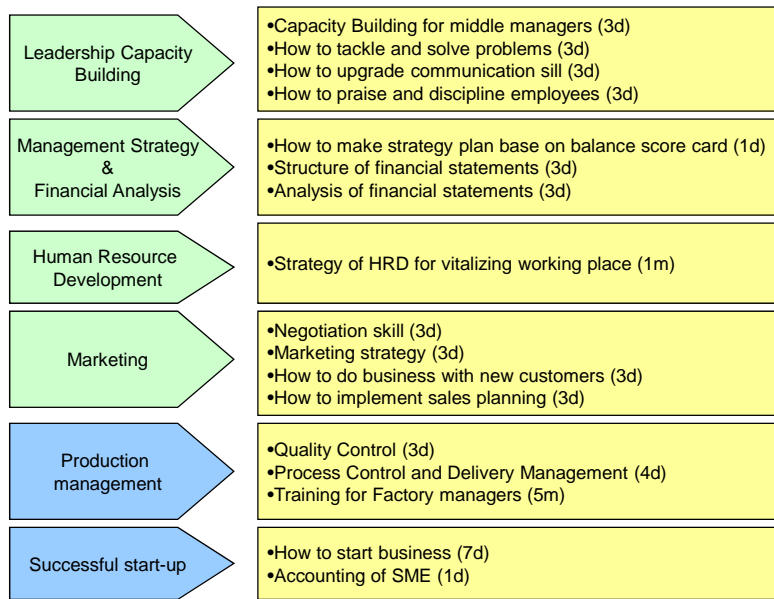 Leadership Capacity
Building
•Capacity Building for middle managers (3d)
•How to tackle and solve problems (3d)
•How to upgrade communication sill (3d)
•How to praise and discipline employees (3d)
Management Strategy
&
Financial Analysis
•How to make strategy plan base on balance score card (1d)
•Structure of financial statements (3d)
•Analysis of financial statements (3d)
Human Resource
Development
•Strategy of HRD for vitalizing working place (1m)
Marketing
•Negotiation skill (3d)
•Marketing strategy (3d)
•How to do business with new customers (3d)
•How to implement sales planning (3d)
Production
management
•Quality Control (3d)
•Process Control and Delivery Management (4d)
•Training for Factory managers (5m)
Successful start-up
•How to start business (7d)
•Accounting of SME (1d)